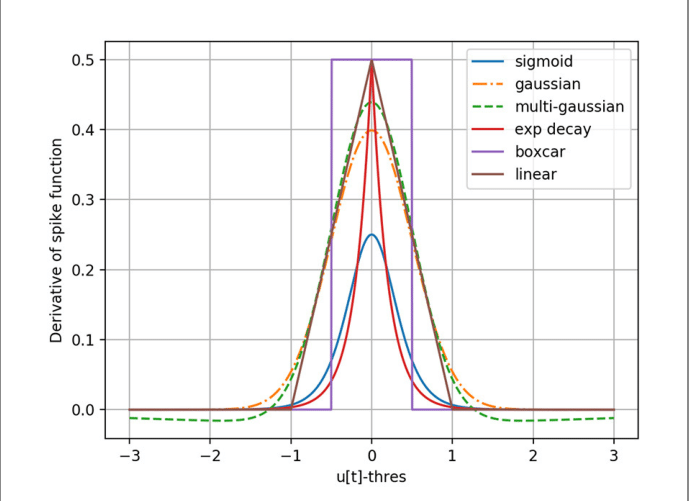 0.5
0.4
0.3
0.2
0.1
0.0
Derivative of spike function
sigmoid
gaussian
multi-gaussian
exp decay
boxcar
linear
−3 −2 −1 0 1 2 3
u[t]-thres